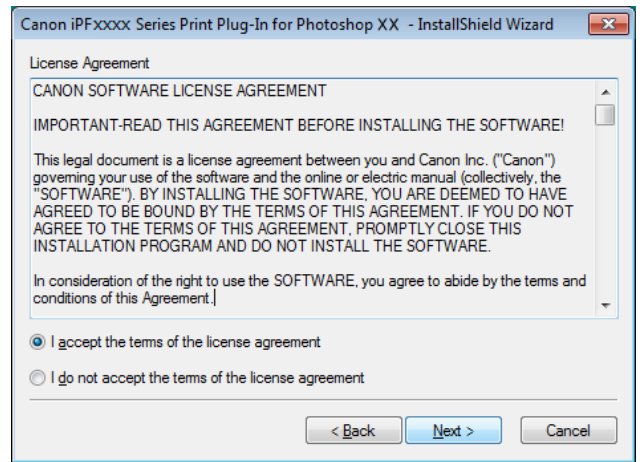 Canon iPFxxxx Series Print Plug-In for Photoshop XX - InstallShield Wizard
License Agreement
CANON SOFTWARE LICENSE AGREEMENT
IMPORTANT-READ THIS AGREEMENT BEFORE INSTALLING THE SOFTWARE!
This legal document is a license agreement between you and Canon Inc. ("Canon")
governing your use of the software and the online or electric manual (collectively, the
"SOFTWARE"). BY INSTALLING THE SOFTWARE, YOU ARE DEEMED TO HAVE
AGREED TO BE BOUND BY THE TERMS OF THIS AGREEMENT. IF YOU DO NOT
AGREE TO THE TERMS OF THIS AGREEMENT, PROMPTLY CLOSE THIS
INSTALLATION PROGRAM AND DO NOT INSTALL THE SOFTWARE.
In consideration of the right to use the SOFTWARE, you agree to abide by the terms and
conditions of this Agreement.
I accept the terms of the license agreement
I do not accept the terms of the license agreement
< Back Next > Cancel